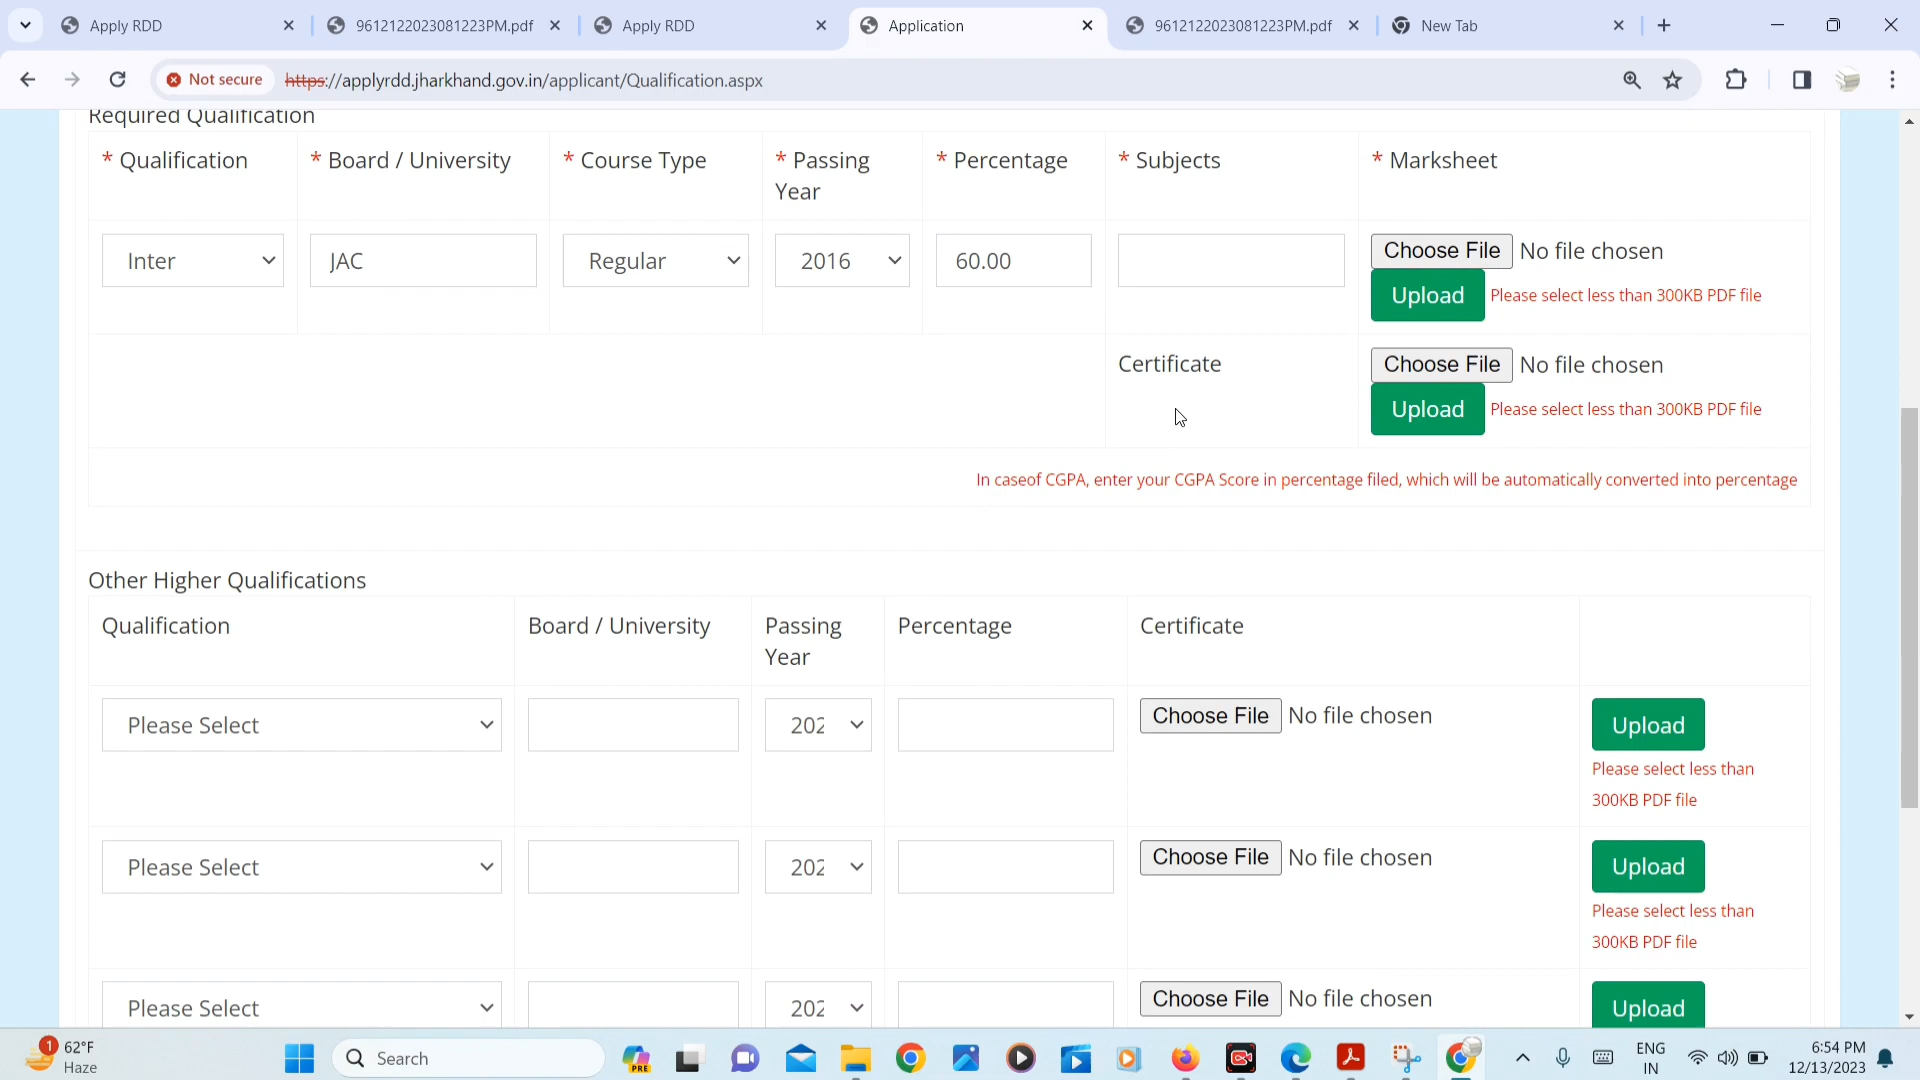 Apply RDD
9612122023081223PM.pdf
Apply RDD
Application
9612122023081223PM.pdf
New Tab
Not secure
https://applyrdd.jharkhand.gov.in/applicant/Qualification.aspx
Required Qualification
* Qualification
* Board / University
* Course Type
* Passing
Year
* Percentage
* Subjects
* Marksheet
Inter
JAC
Regular
2016
60.00
Choose File No file chosen
Upload Please select less than 300KB PDF file
Certificate
Choose File No file chosen
Upload Please select less than 300KB PDF file
In caseof CGPA, enter your CGPA Score in percentage filed, which will be automatically converted into percentage
Other Higher Qualifications
Qualification
Board / University
Passing
Year
Percentage
Certificate
Please Select
202
Choose File No file chosen
Upload
Please select less than
300KB PDF file
Please Select
202
Choose File No file chosen
Upload
Please select less than
300KB PDF file
Please Select
202
Choose File No file chosen
Upload
1
62°F
Haze
Search
PRE
ENG
IN
6:54 PM
12/13/2023